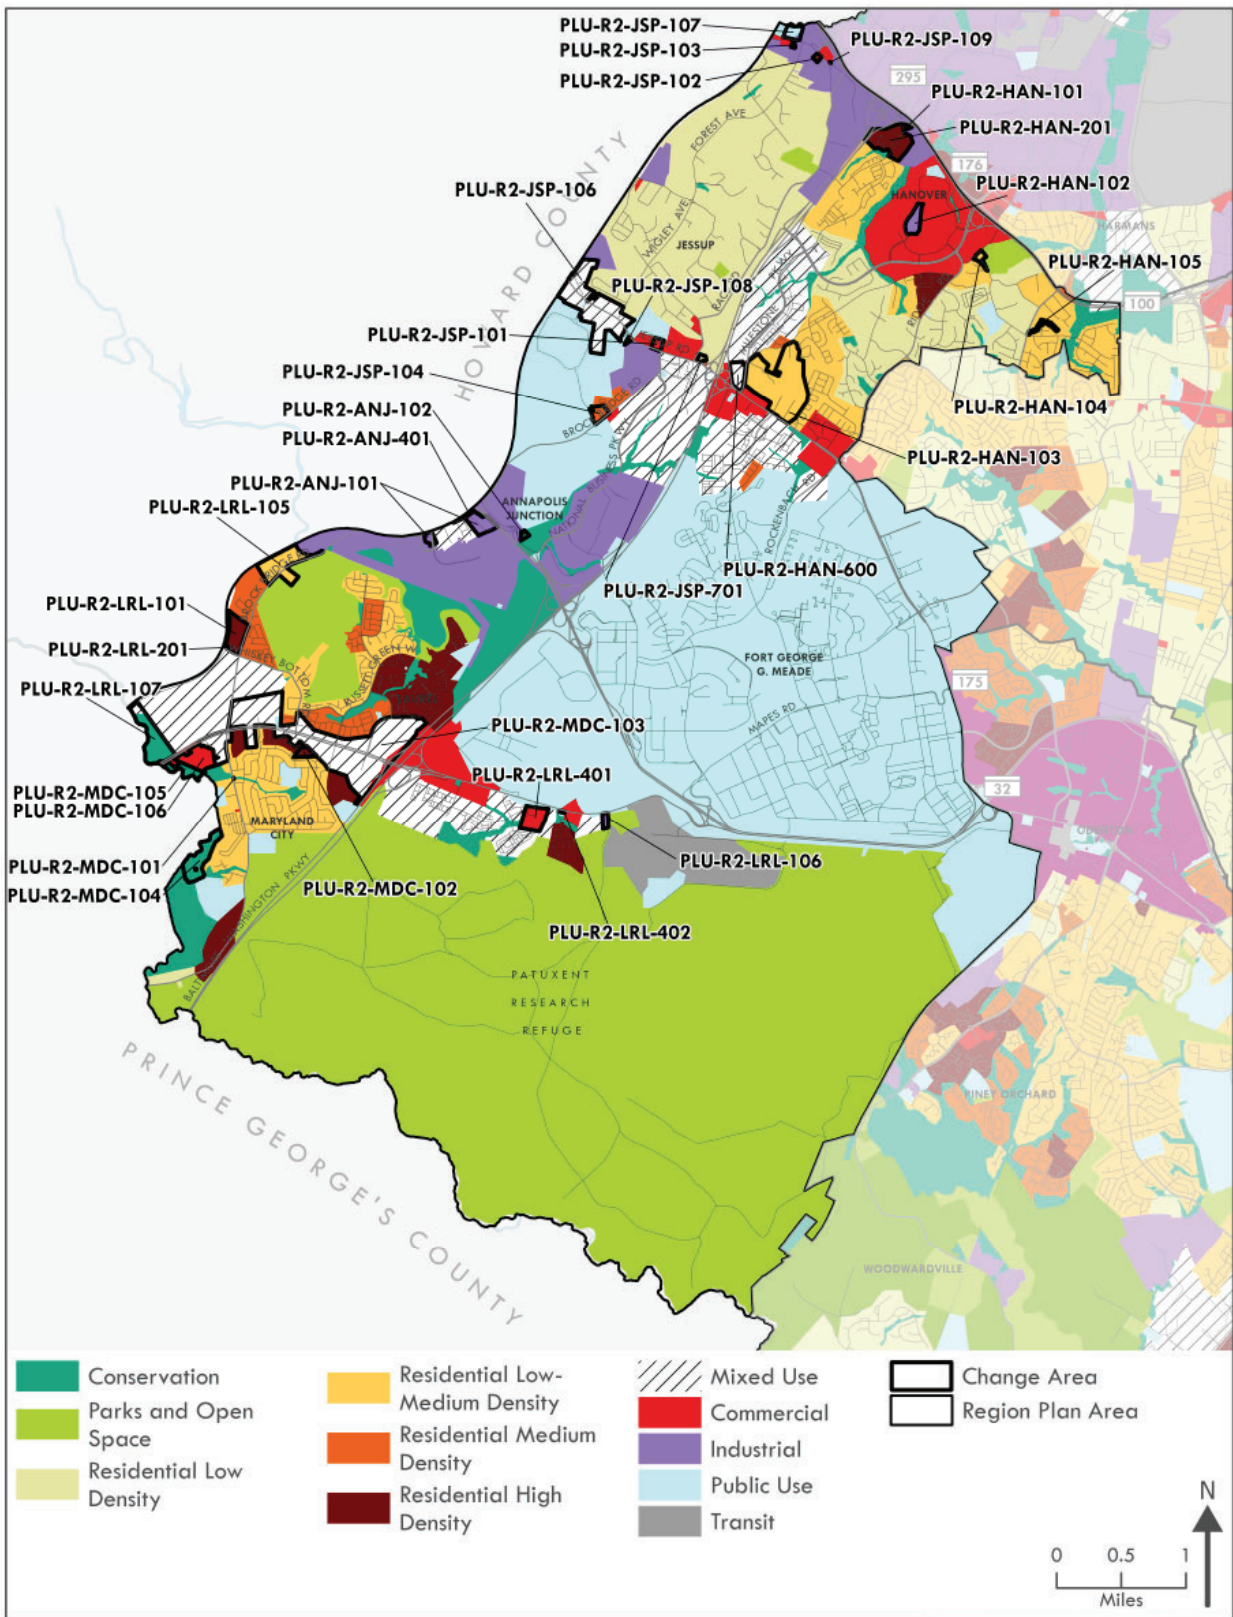 PLU-R2-JSP-107
PLU-R2-JSP-103
PLU-R2-JSP-109
PLU-R2-JSP-102
295
PLU-R2-HAN-101
PLU-R2-HAN-201
FOREST AVE
176
PLU-R2-HAN-102
PLU-R2-JSP-106
HANOVER
HOWARD COUNTY
WIGLEY AVE
JESSUP
HARMANS
PLU-R2-HAN-105
PLU-R2-JSP-108
100
PLU-R2-JSP-101
PLU-R2-JSP-104
PLU-R2-HAN-104
PLU-R2-ANJ-102
PLU-R2-ANJ-401
PLU-R2-HAN-103
PLU-R2-ANJ-101
NATIONAL BUSINESS PKWY
ANNAPOLIS
JUNCTION
ROCKENBACH RD
PLU-R2-LRL-105
PLU-R2-HAN-600
PLU-R2-JSP-701
PLU-R2-LRL-101
PLU-R2-LRL-201
FORT GEORGE
G. MEADE
175
PLU-R2-LRL-107
MAPES RD
PLU-R2-MDC-103
PLU-R2-LRL-401
32
PLU-R2-MDC-105
PLU-R2-MDC-106
MARYLAND
CITY
PLU-R2-MDC-101
PLU-R2-LRL-106
PLU-R2-MDC-102
PLU-R2-MDC-104
PLU-R2-LRL-402
PATUXENT
RESEARCH
REFUGE
PRINCE GEORGE'S COUNTY
PINEY ORCHARD
WOODWARDVILLE
Conservation
Parks and Open
Space
Residential Low
Density
Residential Low-
Medium Density
Residential Medium
Density
Residential High
Density
Mixed Use
Commercial
Industrial
Public Use
Transit
Change Area
Region Plan Area
N
0 0.5 1
Miles